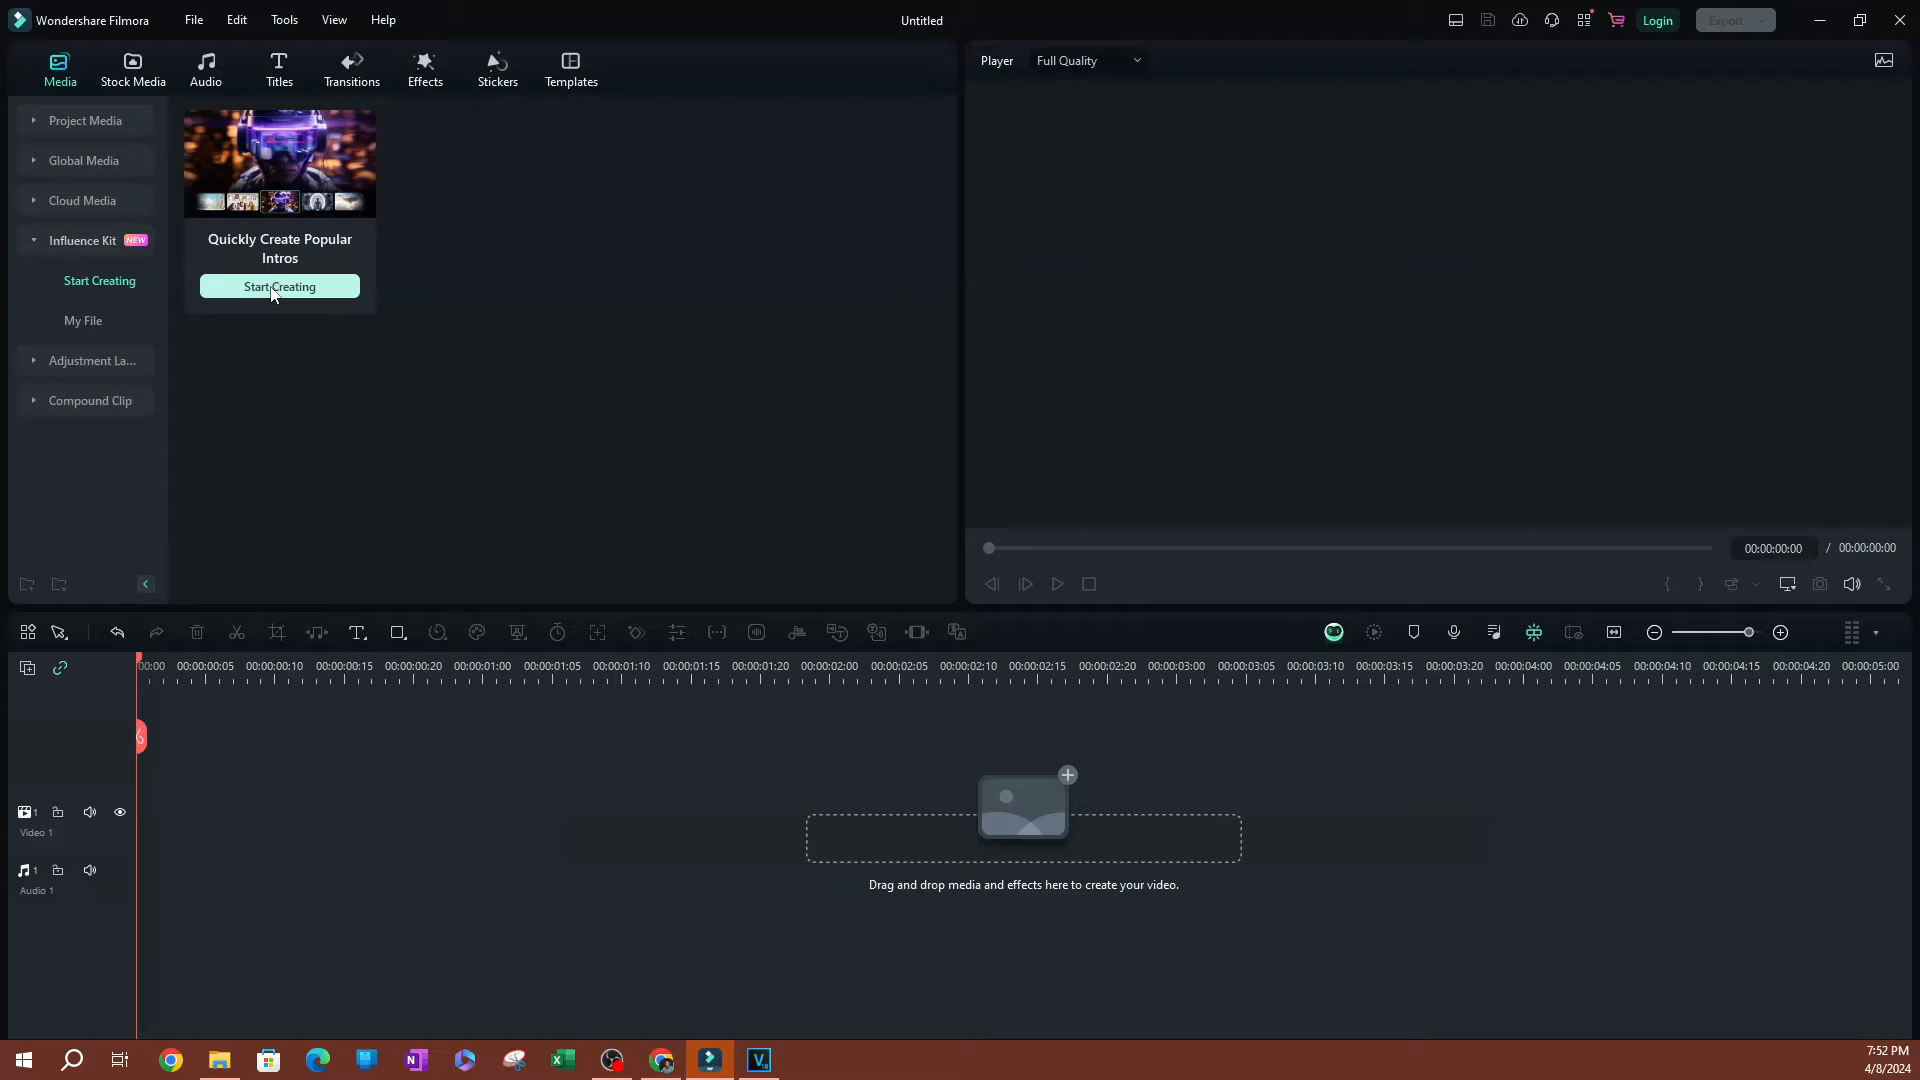 Wondershare Filmora
File
Edit
Tools
View
Help
Untitled
Login
Export
Media
Stock Media
Audio
Titles
Transitions
Effects
Stickers
Templates
Player
Full Quality
Project Media
Global Media
Cloud Media
Influence Kit
NEW
Start Creating
My File
Adjustment La...
Compound Clip
Quickly Create Popular
Intros
Start Creating
00:00:00:00
/
00:00:00:00
00:00
00:00:00:05
00:00:00:10
00:00:00:15
00:00:00:20
00:00:01:00
00:00:01:05
00:00:01:10
00:00:01:15
00:00:01:20
00:00:02:00
00:00:02:05
00:00:02:10
00:00:02:15
00:00:02:20
00:00:03:00
00:00:03:05
00:00:03:10
00:00:03:15
00:00:03:20
00:00:04:00
00:00:04:05
00:00:04:10
00:00:04:15
00:00:04:20
00:00:05:00
1
Video 1
1
Audio 1
Drag and drop media and effects here to create your video.
7:52 PM
4/8/2024